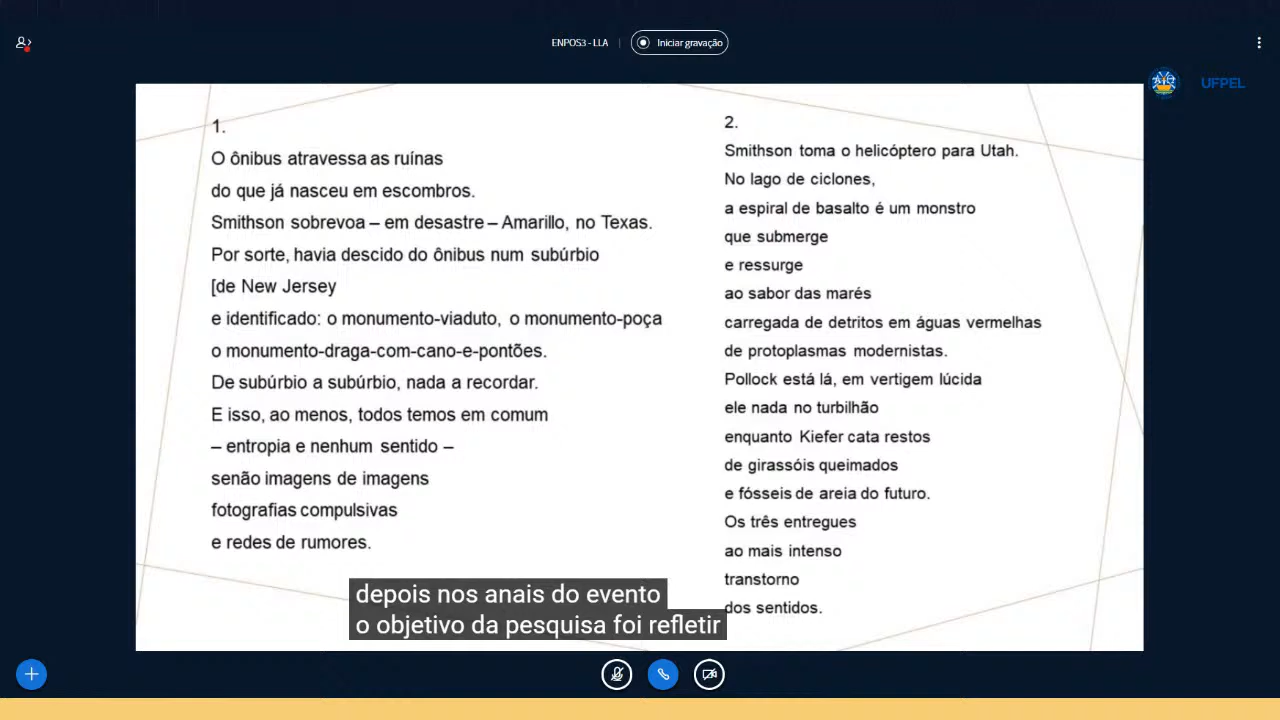 ENPOS3 - LLA
Iniciar gravação
UFPEL
1.
O ônibus atravessa as ruínas
do que já nasceu em escombros.
Smithson sobrevoa – em desastre – Amarillo, no Texas.
Por sorte, havia descido do ônibus num subúrbio
[de New Jersey
e identificado: o monumento-viaduto, o monumento-poça
o monumento-draga-com-cano-e-pontões.
De subúrbio a subúrbio, nada a recordar.
E isso, ao menos, todos temos em comum
– entropia e nenhum sentido –
senão imagens de imagens
fotografias compulsivas
e redes de rumores.
2.
Smithson toma o helicóptero para Utah.
No lago de ciclones,
a espiral de basalto é um monstro
que submerge
e ressurge
ao sabor das marés
carregada de detritos em águas vermelhas
de protoplasmas modernistas.
Pollock está lá, em vertigem lúcida
ele nada no turbilhão
enquanto Kiefer cata restos
de girassóis queimados
e fósseis de areia do futuro.
Os três entregues
ao mais intenso
transtorno
dos sentidos.
depois nos anais do evento
o objetivo da pesquisa foi refletir